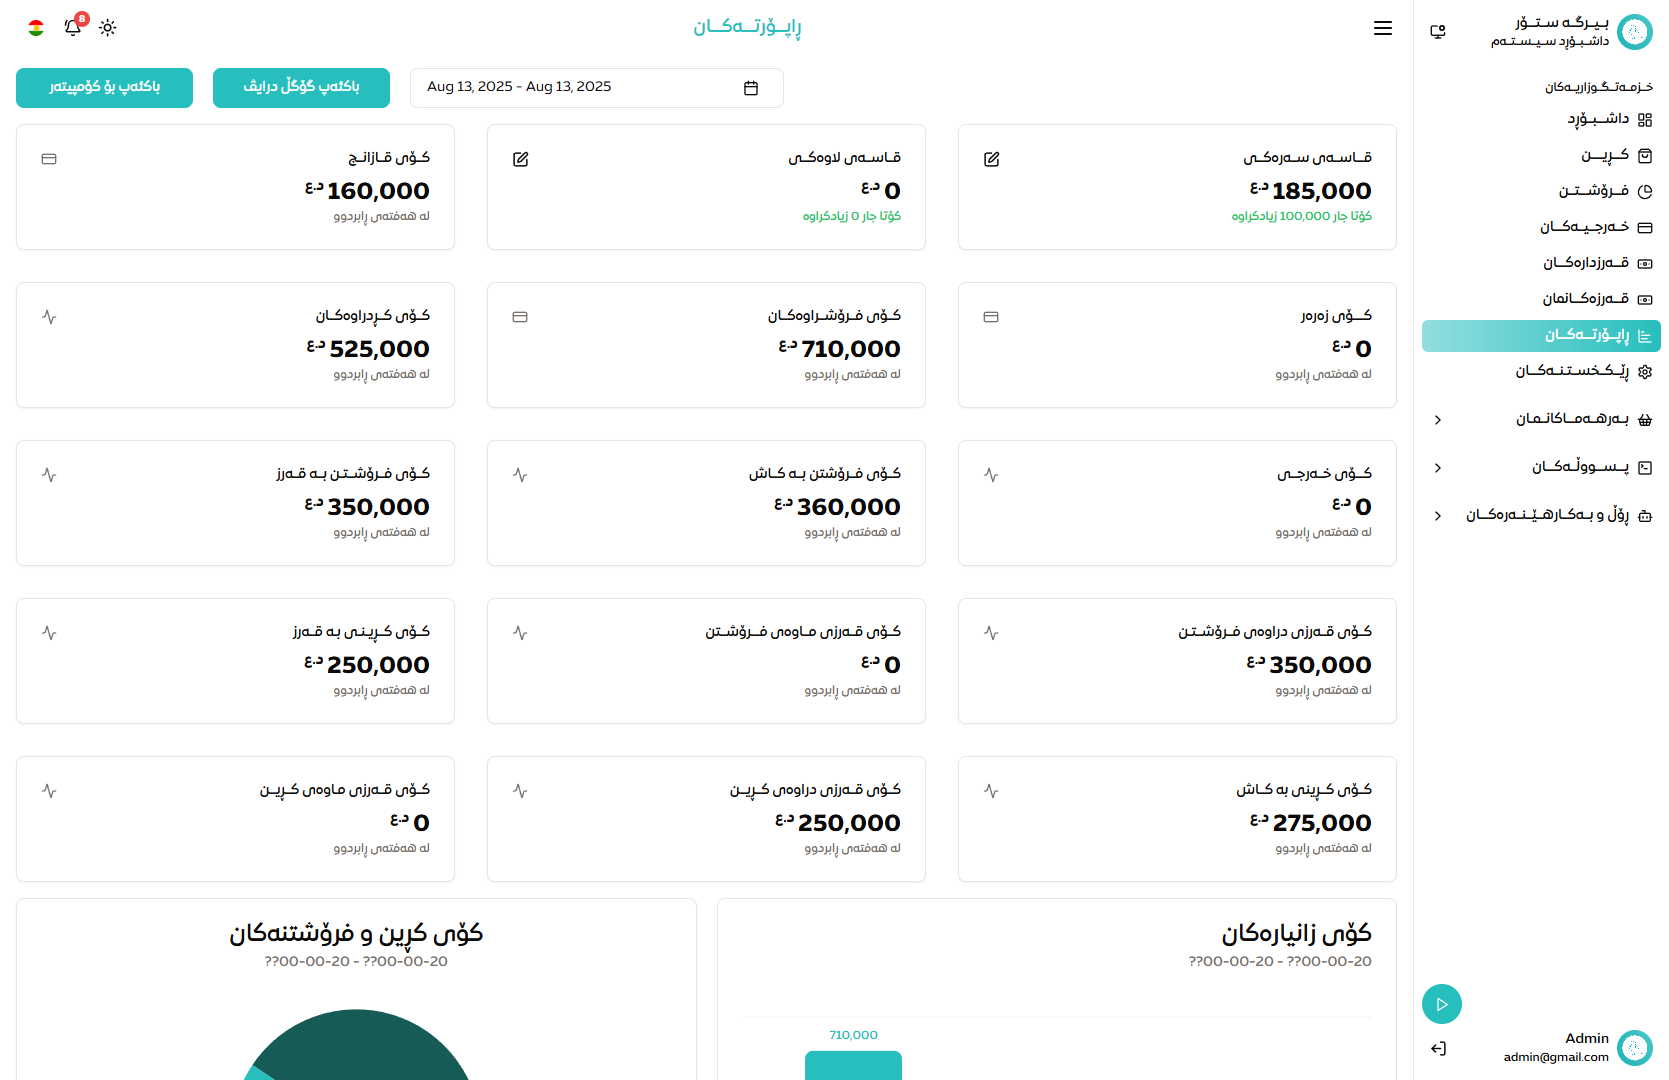 بیرگە ستۆر
داشبۆرد سیستەم
خزمەتگوزاریەکان
داشبۆڕد
کڕین
فرۆشتن
خەرجیەکان
قەرزدارەکان
قەرزەکانمان
ڕاپۆرتەکان
ڕێکخستنەکان
بەرهەماکانمان
پسووڵەکان
ڕۆڵ و بەکارهێنەرەکان
Admin
admin@gmail.com
ڕاپۆرتەکان
8
Aug 13, 2025 - Aug 13, 2025
باکئەپ گۆگڵ درایڤ
باکئەپ بۆ کۆمپیتەر
قاسەی سەرەکی
185,000 د.ع
کۆتا جار 100,000 زیادکراوە
قاسەی لاوەکی
0 د.ع
کۆتا جار 0 زیادکراوە
کۆی قازانج
160,000 د.ع
لە هەفتەی ڕابردوو
کۆی زەرەر
0 د.ع
لە هەفتەی ڕابردوو
کۆی فرۆشراوەکان
710,000 د.ع
لە هەفتەی ڕابردوو
کۆی کڕدراوەکان
525,000 د.ع
لە هەفتەی ڕابردوو
کۆی خەرجی
0 د.ع
لە هەفتەی ڕابردوو
کۆی فرۆشتن بە کاش
360,000 د.ع
لە هەفتەی ڕابردوو
کۆی فرۆشتن بە قەرز
350,000 د.ع
لە هەفتەی ڕابردوو
کۆی قەرزی دراوەی فرۆشتن
350,000 د.ع
لە هەفتەی ڕابردوو
کۆی قەرزی ماوەی فرۆشتن
0 د.ع
لە هەفتەی ڕابردوو
کۆی کڕینی بە قەرز
250,000 د.ع
لە هەفتەی ڕابردوو
کۆی کڕینی بە کاش
275,000 د.ع
لە هەفتەی ڕابردوو
کۆی قەرزی دراوەی کڕین
250,000 د.ع
لە هەفتەی ڕابردوو
کۆی قەرزی ماوەی کڕین
0 د.ع
لە هەفتەی ڕابردوو
کۆی زانیارەکان
??00-00-20 - ??00-00-20
710,000
کۆی کڕین و فرۆشتنەکان
??00-00-20 - ??00-00-20